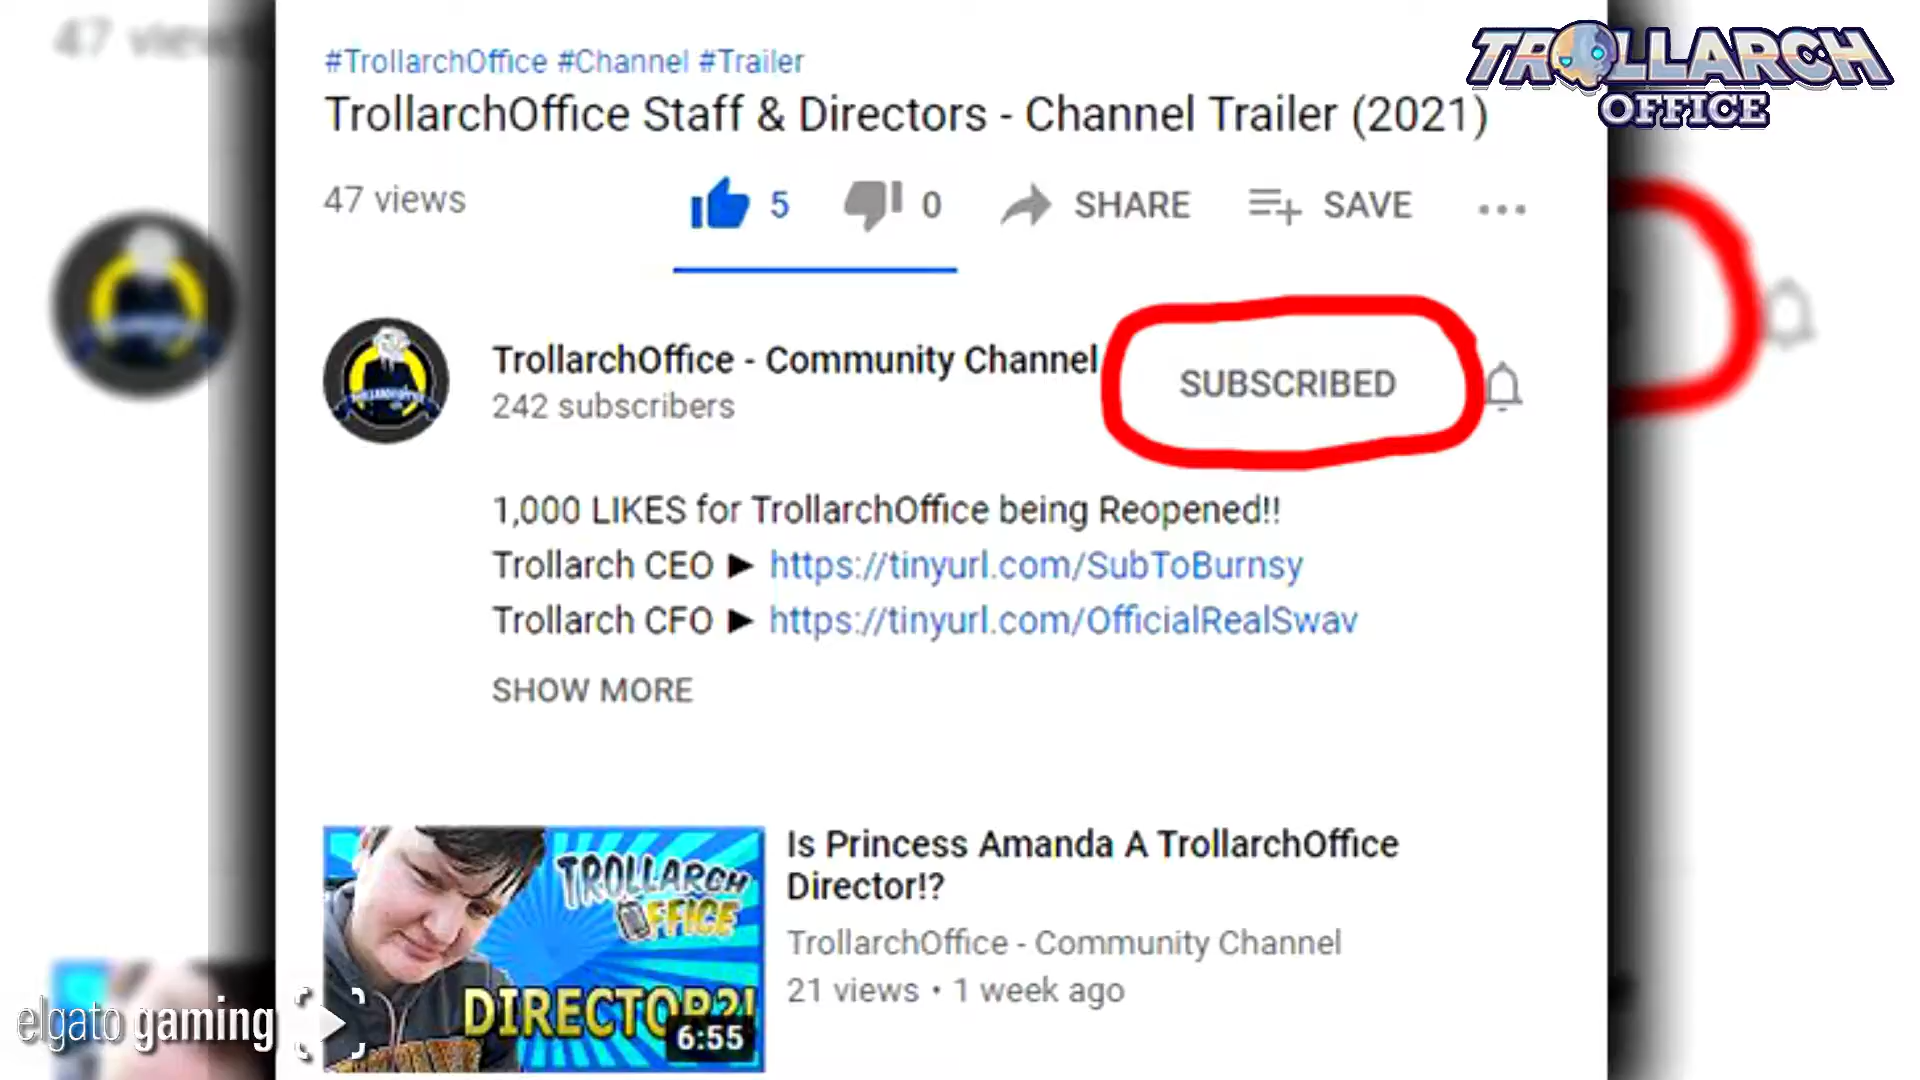 47 view
TROLLARCH
OFFICE
#TrollarchOffice #Channel #Trailer
TrollarchOffice Staff & Directors - Channel Trailer (2021)
47 views
5
0
SHARE
SAVE
TrollarchOffice - Community Channel
242 subscribers
SUBSCRIBED
1,000 LIKES for TrollarchOffice being Reopened!!
Trollarch CEO ► https://tinyurl.com/SubToBurnsy
Trollarch CFO ► https://tinyurl.com/OfficialRealSwav
SHOW MORE
TROLLARCH
OFFICE
DIRECTOR?!
6:55
Is Princess Amanda A TrollarchOffice
Director!?
TrollarchOffice - Community Channel
21 views • 1 week ago
elgato gaming